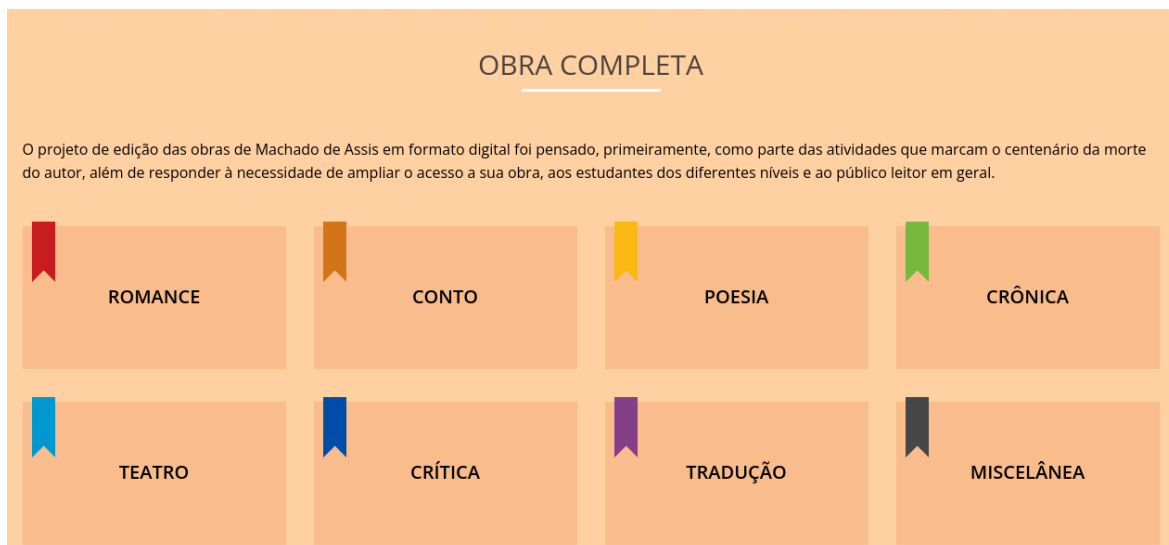 OBRA COMPLETA
O projeto de edição das obras de Machado de Assis em formato digital foi pensado, primeiramente, como parte das atividades que marcam o centenário da morte
do autor, além de responder à necessidade de ampliar o acesso a sua obra, aos estudantes dos diferentes níveis e ao público leitor em geral.
ROMANCE
CONTO
POESIA
CRÔNICA
TEATRO
CRÍTICA
TRADUÇÃO
MISCELÂNEA